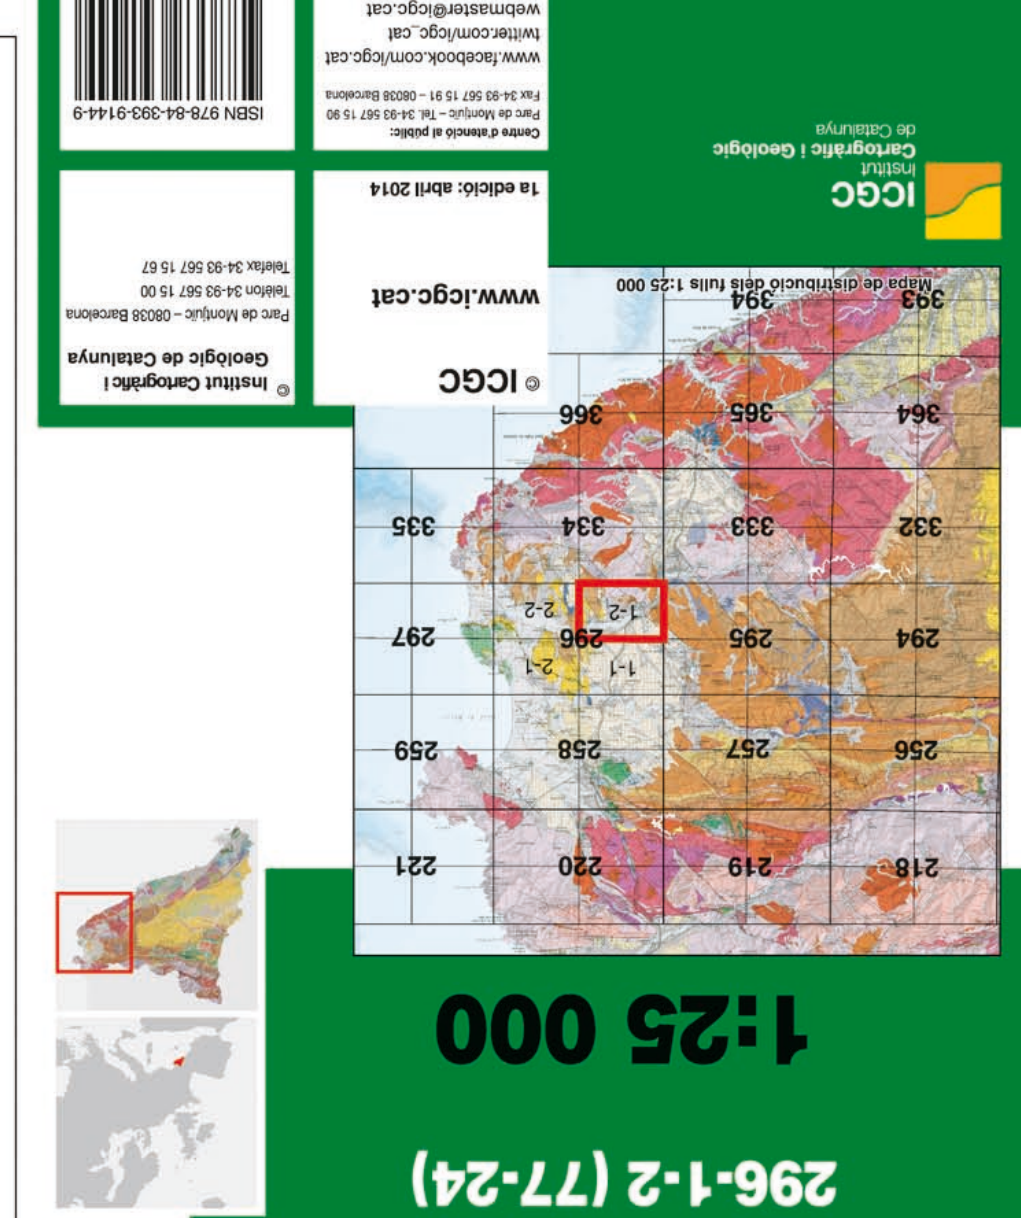 296-1-2 (77-24)
1:25 000
218 219 220 221
256 257 258 259
1-1 2-1
294 295 296 297
1-2 2-2
332 333 334 335
364 365 366
393 394
Mapa de distribució dels fulls 1:25 000
ICGC
Institut
Cartogràfic i Geològic
de Catalunya
© ICGC
www.icgc.cat
1a edició: abril 2014
© Institut Cartogràfic i
Geològic de Catalunya
Parc de Montjuïc – 08038 Barcelona
Telèfon 34-93 567 15 00
Telefax 34-93 567 15 67
Centre d'atenció al públic:
Parc de Montjuïc – Tel. 34-93 567 15 90
Fax 34-93 567 15 91 – 08038 Barcelona
www.facebook.com/icgc.cat
twitter.com/icgc_cat
webmaster@icgc.cat
ISBN 978-84-393-9144-9